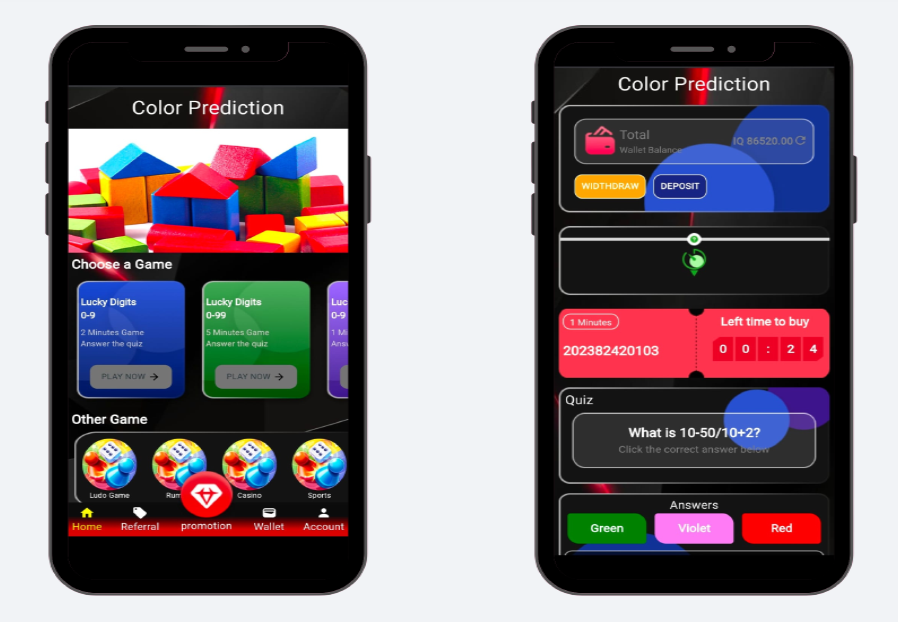 Color Prediction
Choose a Game
Lucky Digits
0-9
2 Minutes Game
Answer the quiz
PLAY NOW →
Lucky Digits
0-99
5 Minutes Game
Answer the quiz
PLAY NOW →
Luc
0-9
1 Mi
Ans
Other Game
Ludo Game
Rum
Casino
Sports
Home
Referral
promotion
Wallet
Account
Color Prediction
Total
Wallet Balance
IQ 86520.00
WIDTHDRAW
DEPOSIT
1 Minutes
202382420103
Left time to buy
0 0 : 2 4
Quiz
What is 10-50/10+2?
Click the correct answer below
Answers
Green
Violet
Red